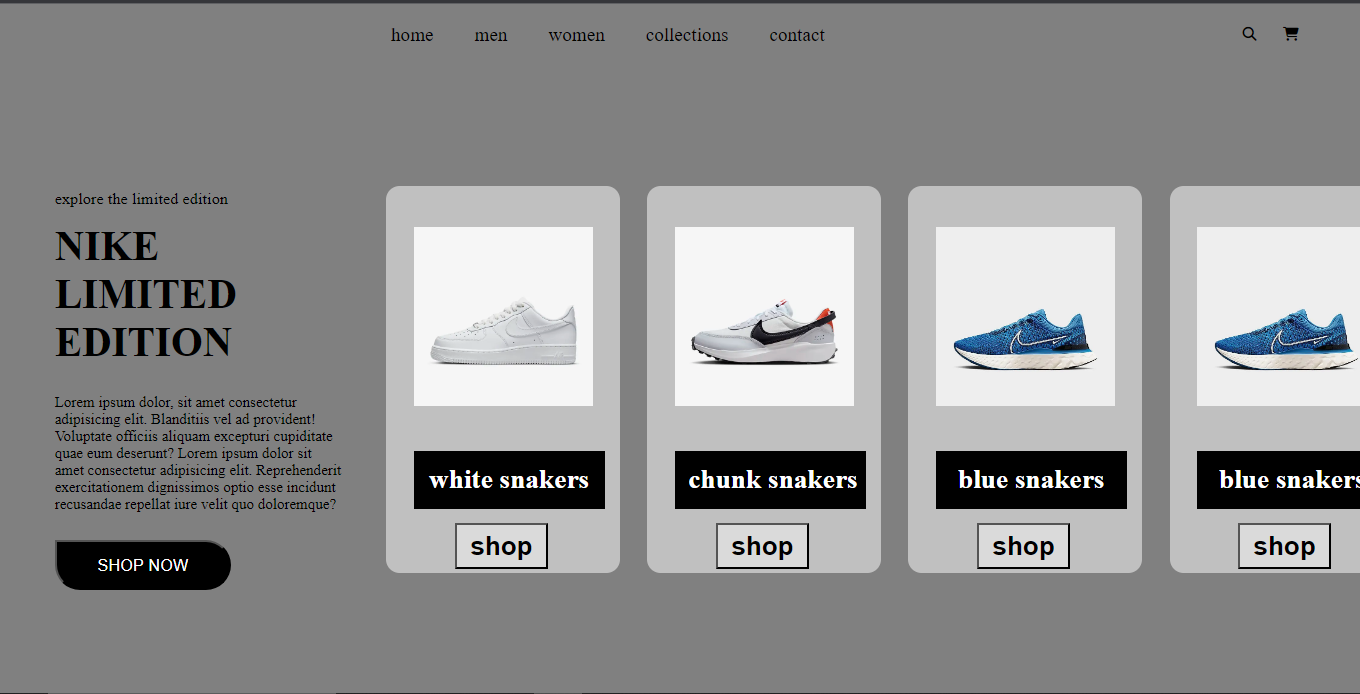 home men women collections contact
explore the limited edition
NIKE
LIMITED
EDITION
Lorem ipsum dolor, sit amet consectetur
adipisicing elit. Blanditiis vel ad provident!
Voluptate officiis aliquam excepturi cupiditate
quae eum deserunt? Lorem ipsum dolor sit
amet consectetur adipisicing elit. Reprehenderit
exercitationem dignissimos optio esse incidunt
recusandae repellat iure velit quo doloremque?
SHOP NOW
white snakers
shop
chunk snakers
shop
blue snakers
shop
blue snakers
shop